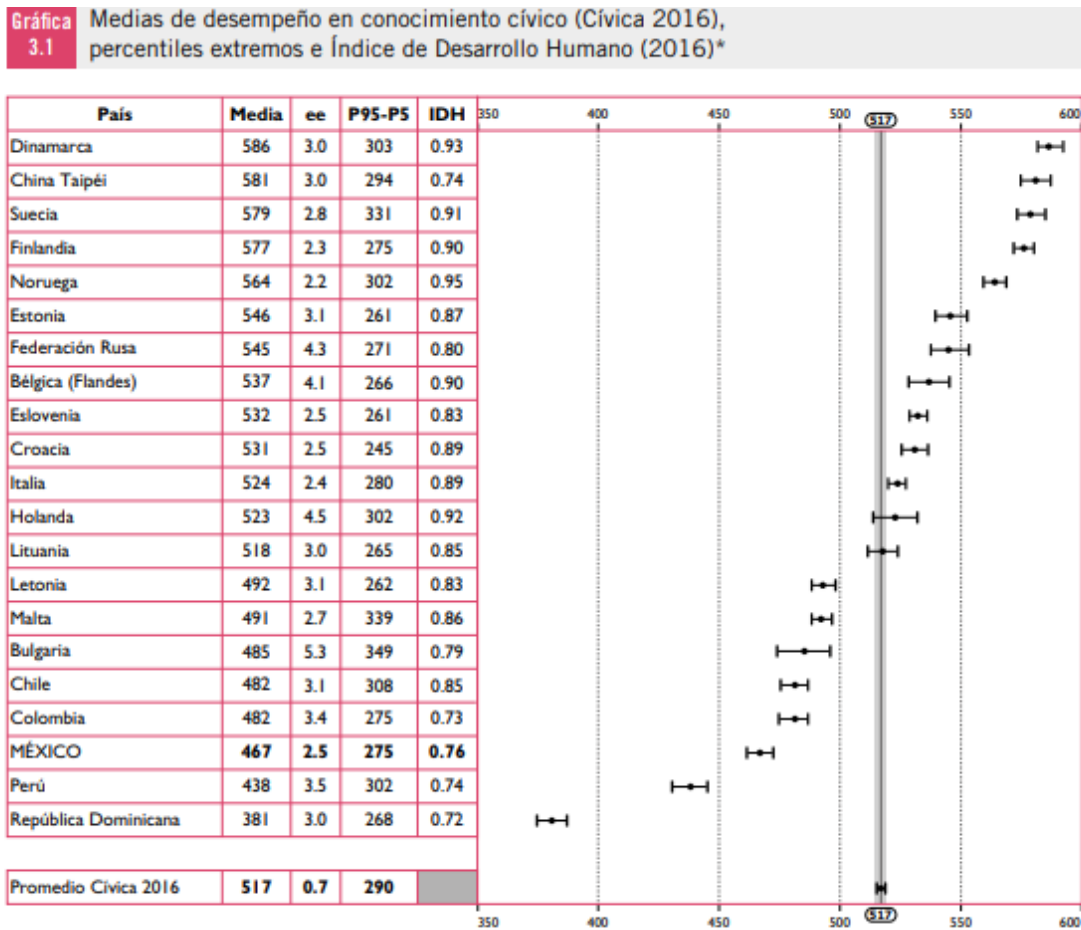 Gráfica 3.1
Medias de desempeño en conocimiento cívico (Cívica 2016),
percentiles extremos e Índice de Desarrollo Humano (2016)*
País Media ee P95-P5 IDH 350 400 517 550 600
Dinamarca 586 3.0 303 0.93
China Taipéi 581 3.0 294 0.74
Suecia 579 2.8 331 0.91
Finlandia 577 2.3 275 0.90
Noruega 564 2.2 302 0.95
Estonia 546 3.1 261 0.87
Federación Rusa 545 4.3 271 0.80
Bélgica (Flandes) 537 4.1 266 0.90
Eslovenia 532 2.5 261 0.83
Croacia 531 2.5 245 0.89
Italia 524 2.4 280 0.89
Holanda 523 4.5 302 0.92
Lituania 518 3.0 265 0.85
Letonia 492 3.1 262 0.83
Malta 491 2.7 339 0.86
Bulgaria 485 5.3 349 0.79
Chile 482 3.1 308 0.85
Colombia 482 3.4 275 0.73
MÉXICO 467 2.5 275 0.76
Perú 438 3.5 302 0.74
República Dominicana 381 3.0 268 0.72
Promedio Cívica 2016 517 0.7 290
350 400 450 500 517 550 600